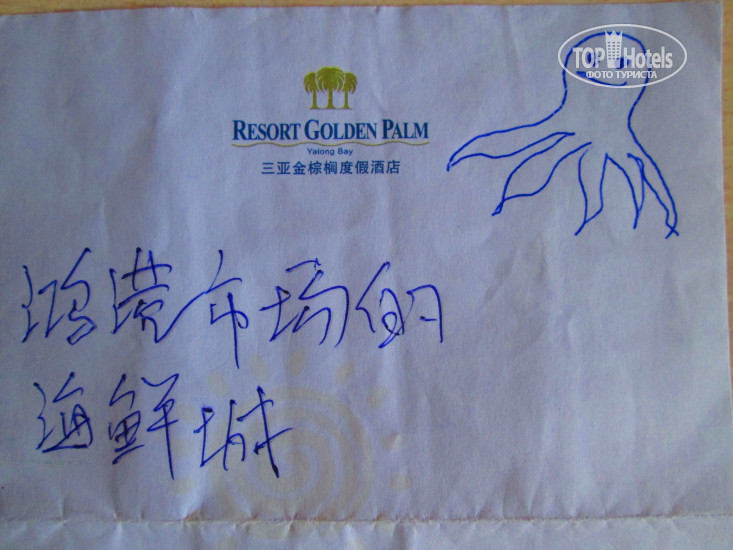 TOP Hotels
ФОТО ТУРИСТА
RESORT GOLDEN PALM
Yalong Bay
三亚金棕榈度假酒店
鸿港市场的
海鲜城